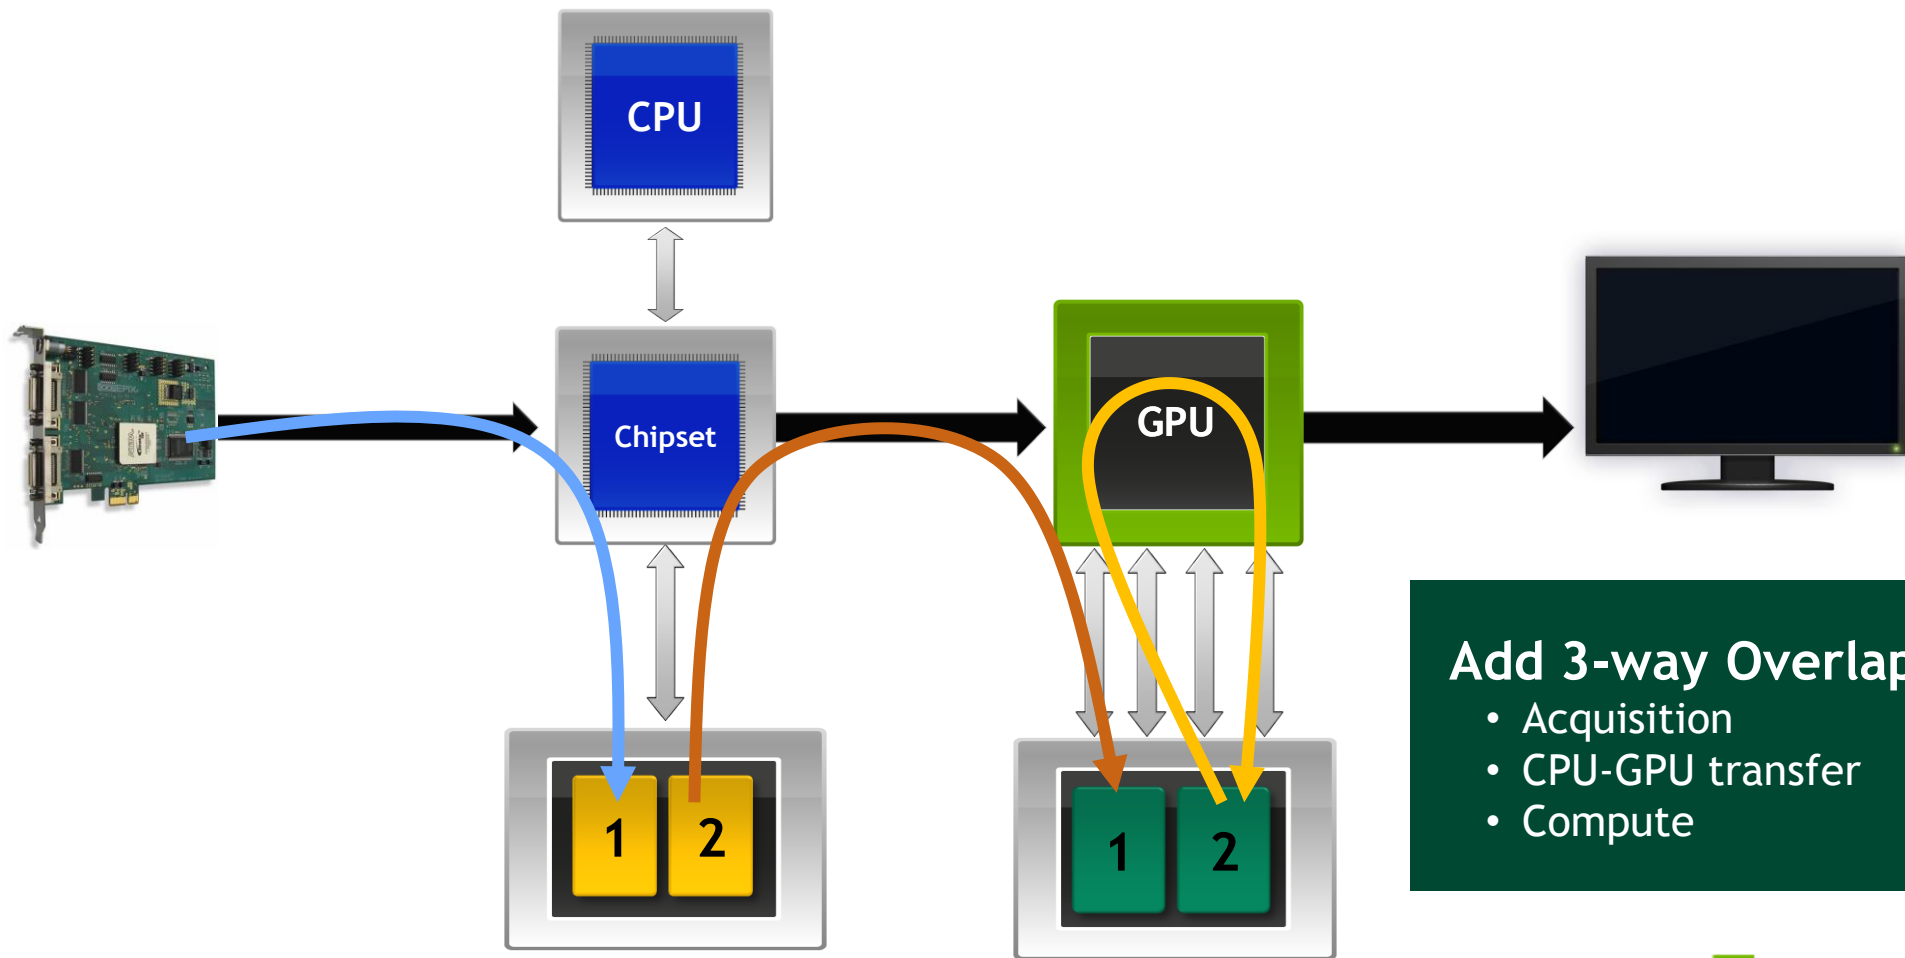 CPU
Chipset
GPU
1 2
1 2
Add 3-way Overlap
• Acquisition
• CPU-GPU transfer
• Compute